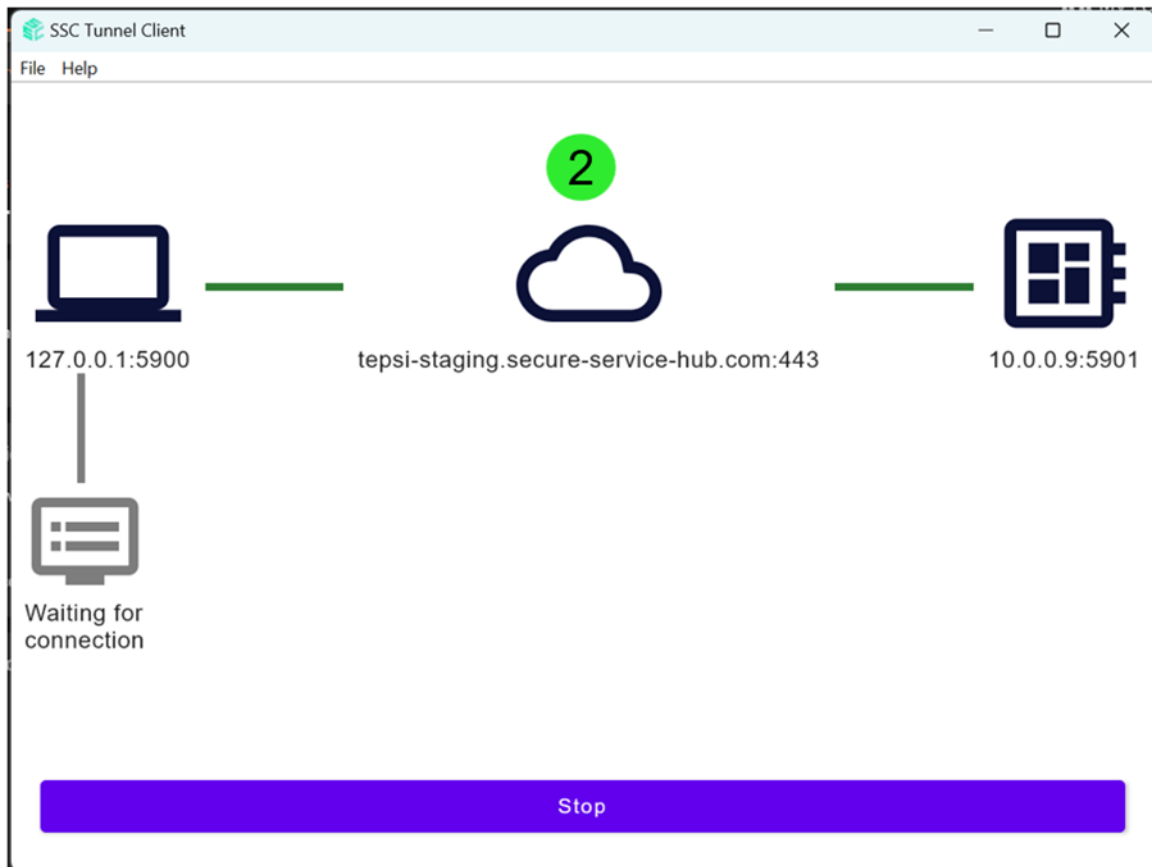 SSC Tunnel Client
File Help
2
127.0.0.1:5900
tepsi-staging.secure-service-hub.com:443
10.0.0.9:5901
Waiting for
connection
Stop